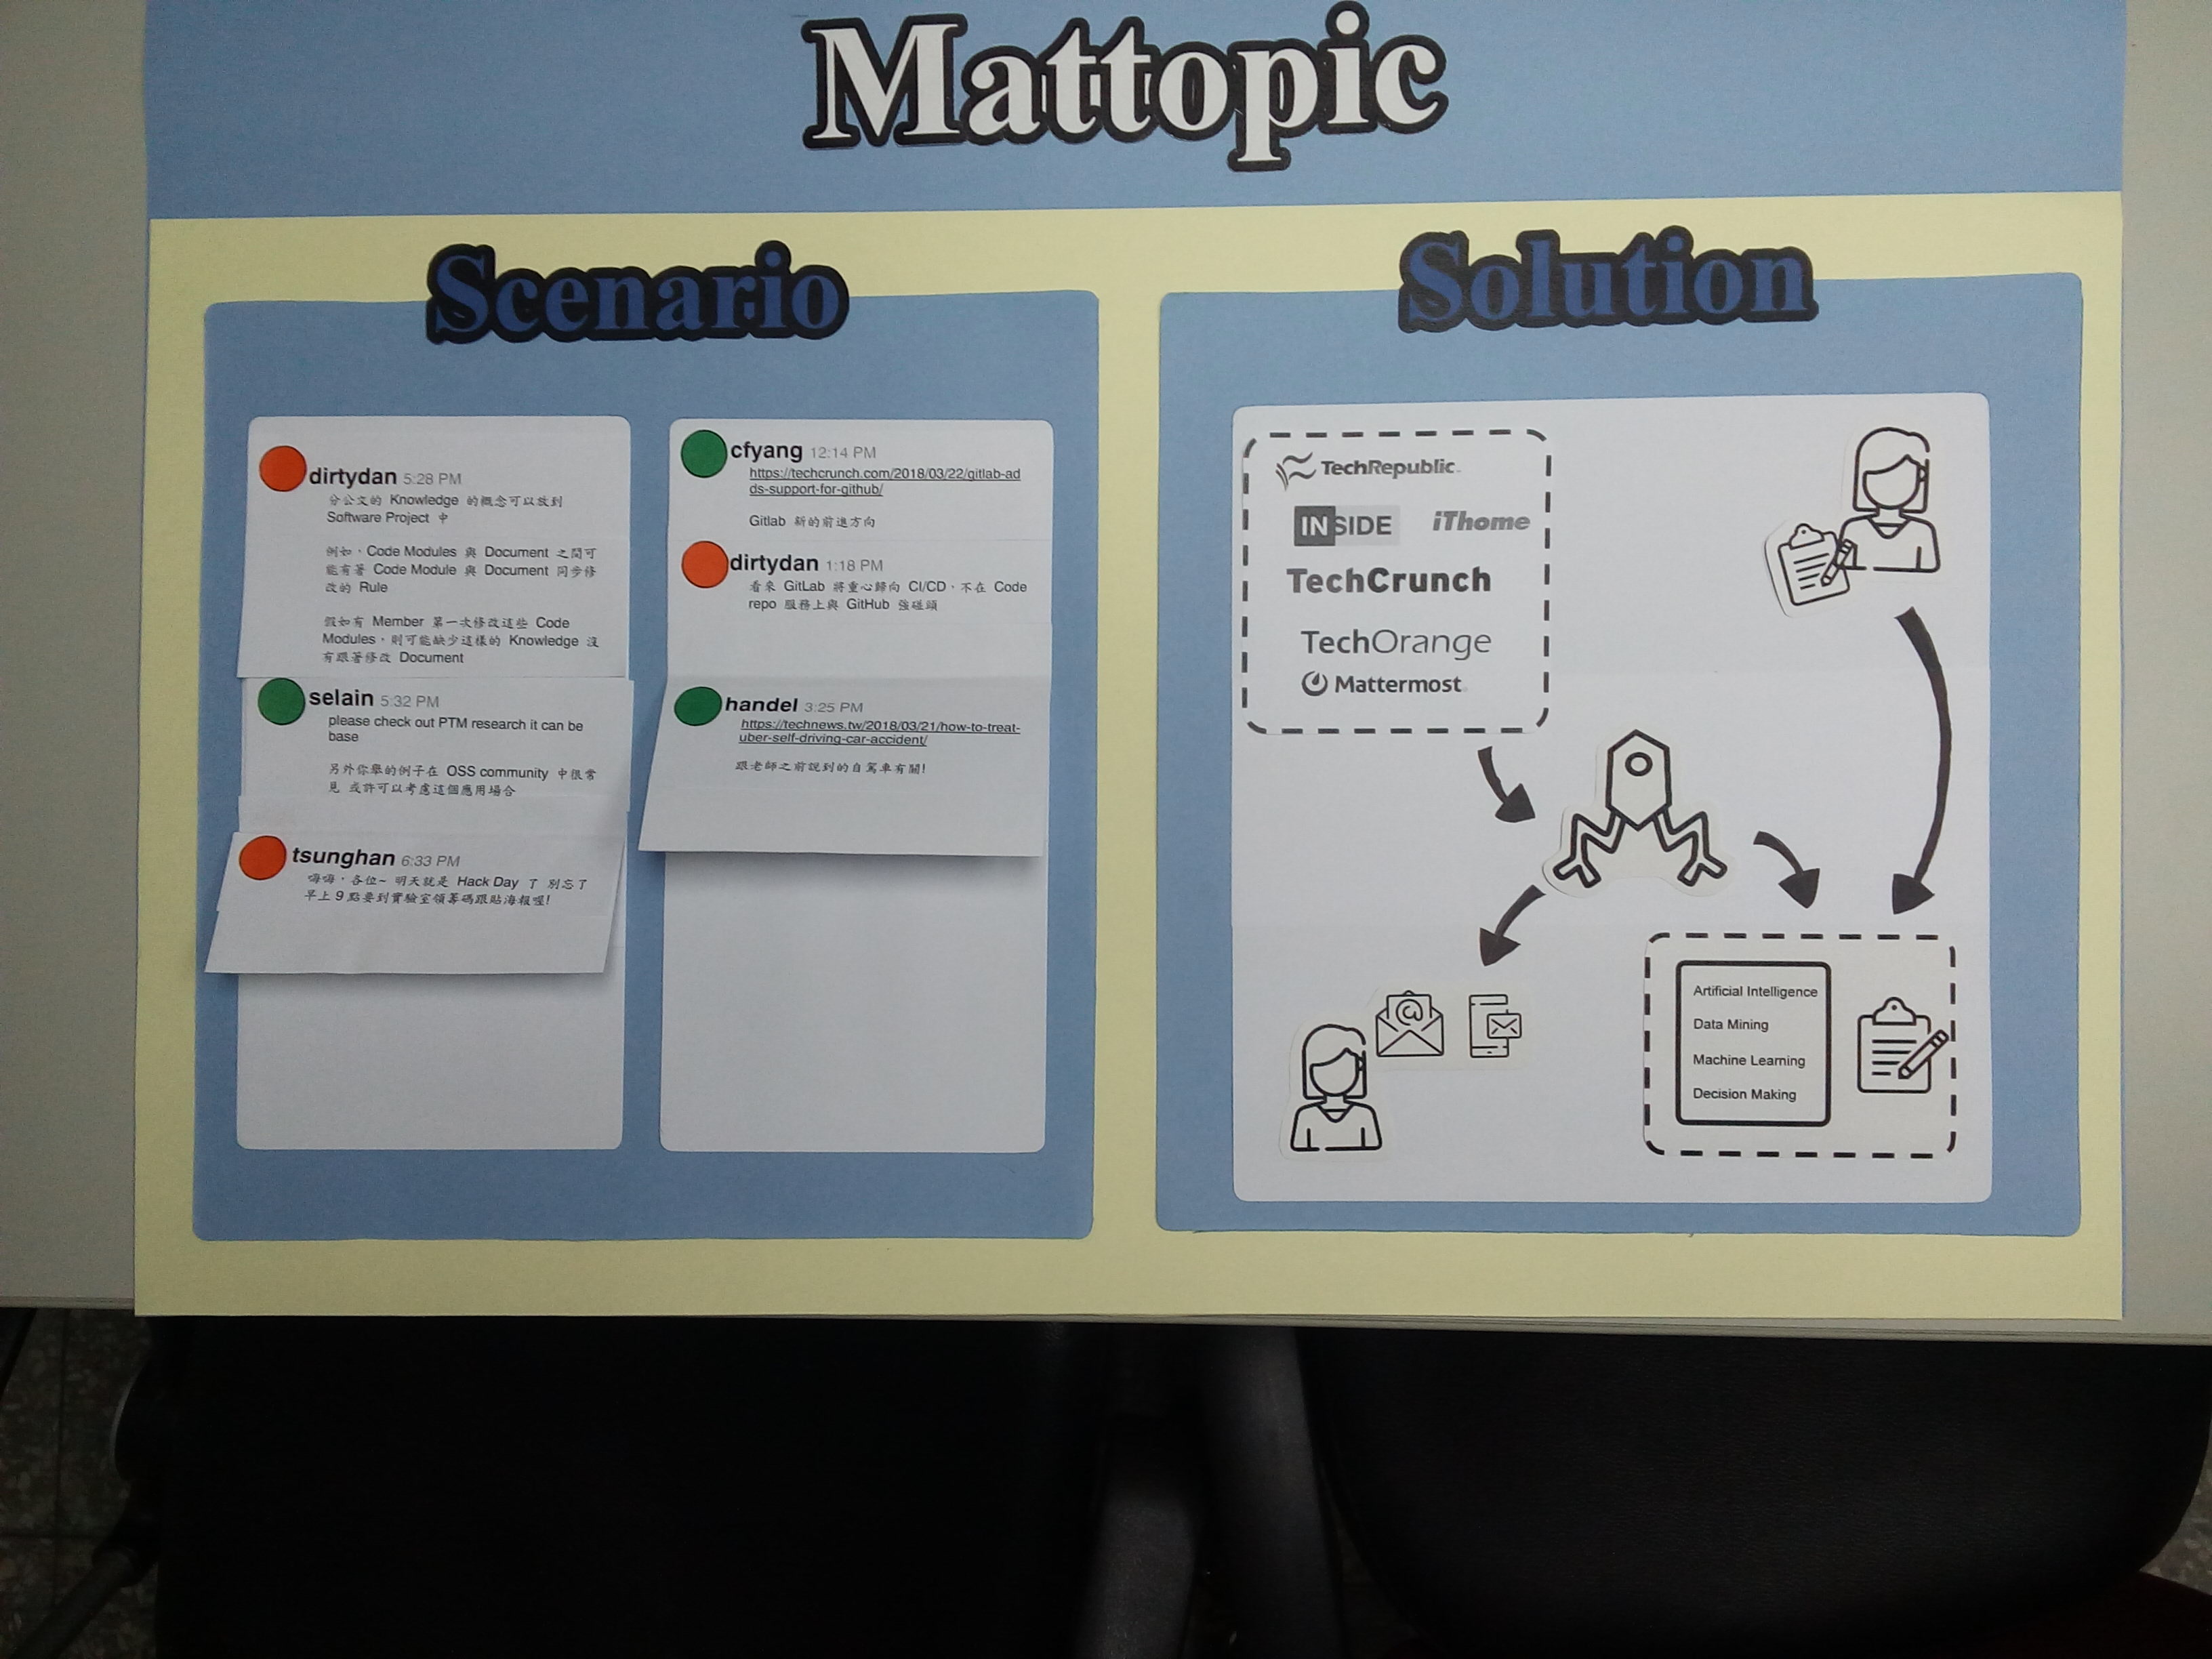 Mattopic
Scenario
dirtydan 5:28 PM
分公文的 Knowledge 的概念可以放到
Software Project 中
例如，Code Modules 與 Document 之間可
能有著 Code Module 與 Document 同步修
改的 Rule
假如有 Member 第一次修改這些 Code
Modules，則可能缺少這樣的 Knowledge 沒
有跟著修改 Document
selain 5:32 PM
please check out PTM research it can be
base
另外你舉的例子在 OSS community 中很常
見 或許可以考慮這個應用場合
tsunghan 6:33 PM
嗨嗨，各位~ 明天就是 Hack Day 了 別忘了
早上 9 點要到實驗室領籌碼跟貼海報喔!
cfyang 12:14 PM
https://techcrunch.com/2018/03/22/gitlab-ad
ds-support-for-github/
Gitlab 新的前進方向
dirtydan 1:18 PM
看來 GitLab 將重心歸向 CI/CD，不在 Code
repo 服務上與 GitHub 強碰頭
handel 3:25 PM
https://technews.tw/2018/03/21/how-to-treat-
uber-self-driving-car-accident/
跟老師之前說到的自駕車有關!
Solution
TechRepublic
INSIDE iThome
TechCrunch
TechOrange
Mattermost
Artificial Intelligence
Data Mining
Machine Learning
Decision Making